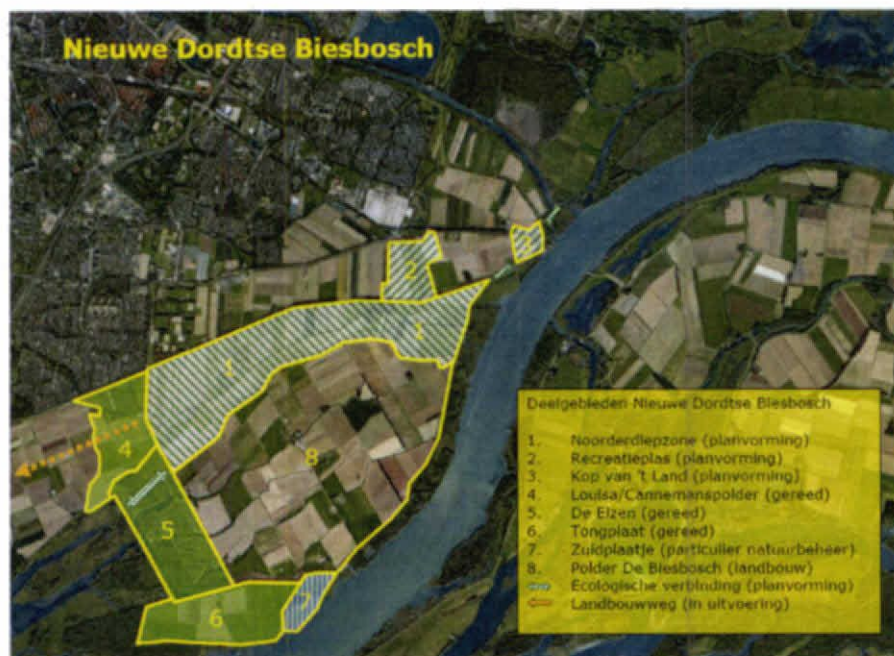 Nieuwe Dordtse Biesbosch
3
2
1
1
4
8
5
7
6
Deelgebieden Nieuwe Dordtse Biesbosch
1. Noorderdiepzone (planvorming)
2. Recreatieplas (planvorming)
3. Kop van 't Land (planvorming)
4. Louisa/Cannemanspolder (gereed)
5. De Elzen (gereed)
6. Tongplaat (gereed)
7. Zuidplaatje (particulier natuurbeheer)
8. Polder De Biesbosch (landbouw)
Ecologische verbinding (planvorming)
Landbouwweg (in uitvoering)